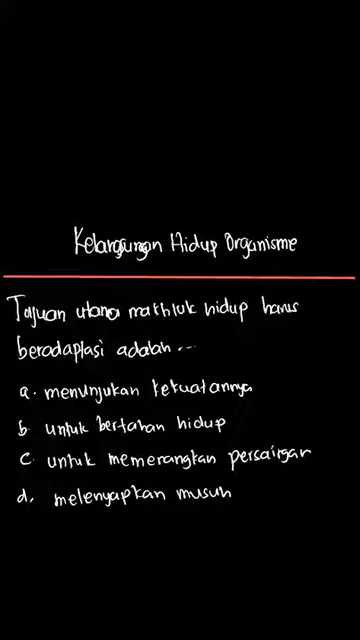 Kelangsungan Hidup Organisme
Tujuan utama makhluk hidup harus
beradaptasi adalah ...
a. menunjukan kekuatannya
b. untuk bertahan hidup
c. untuk memenangkan persaingan
d. melenyapkan musuh